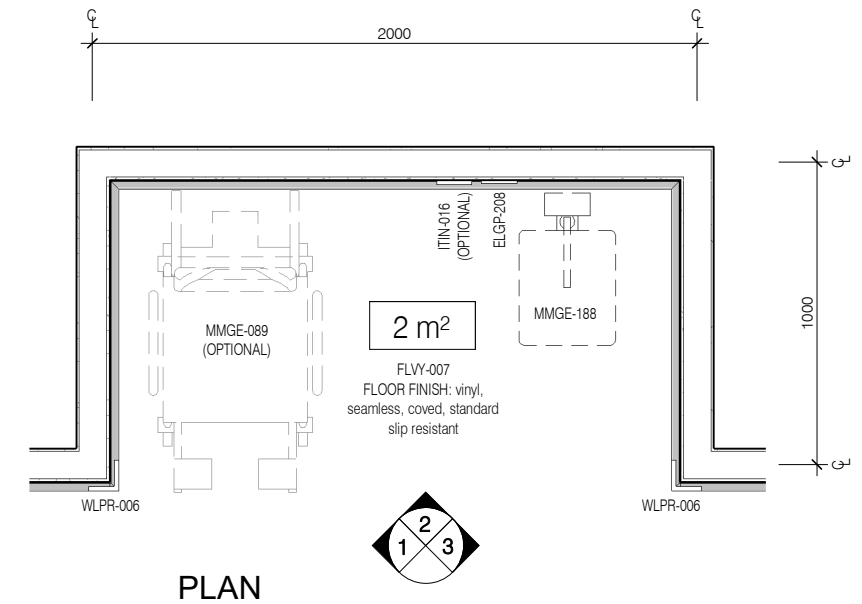 ℄
℄
2000
℄
ITIN-016
(OPTIONAL)
ELGP-208
MMGE-089
(OPTIONAL)
2 m²
MMGE-188
1000
FLVY-007
FLOOR FINISH: vinyl,
seamless, coved, standard
slip resistant
℄
WLPR-006
WLPR-006
2
1
3
PLAN